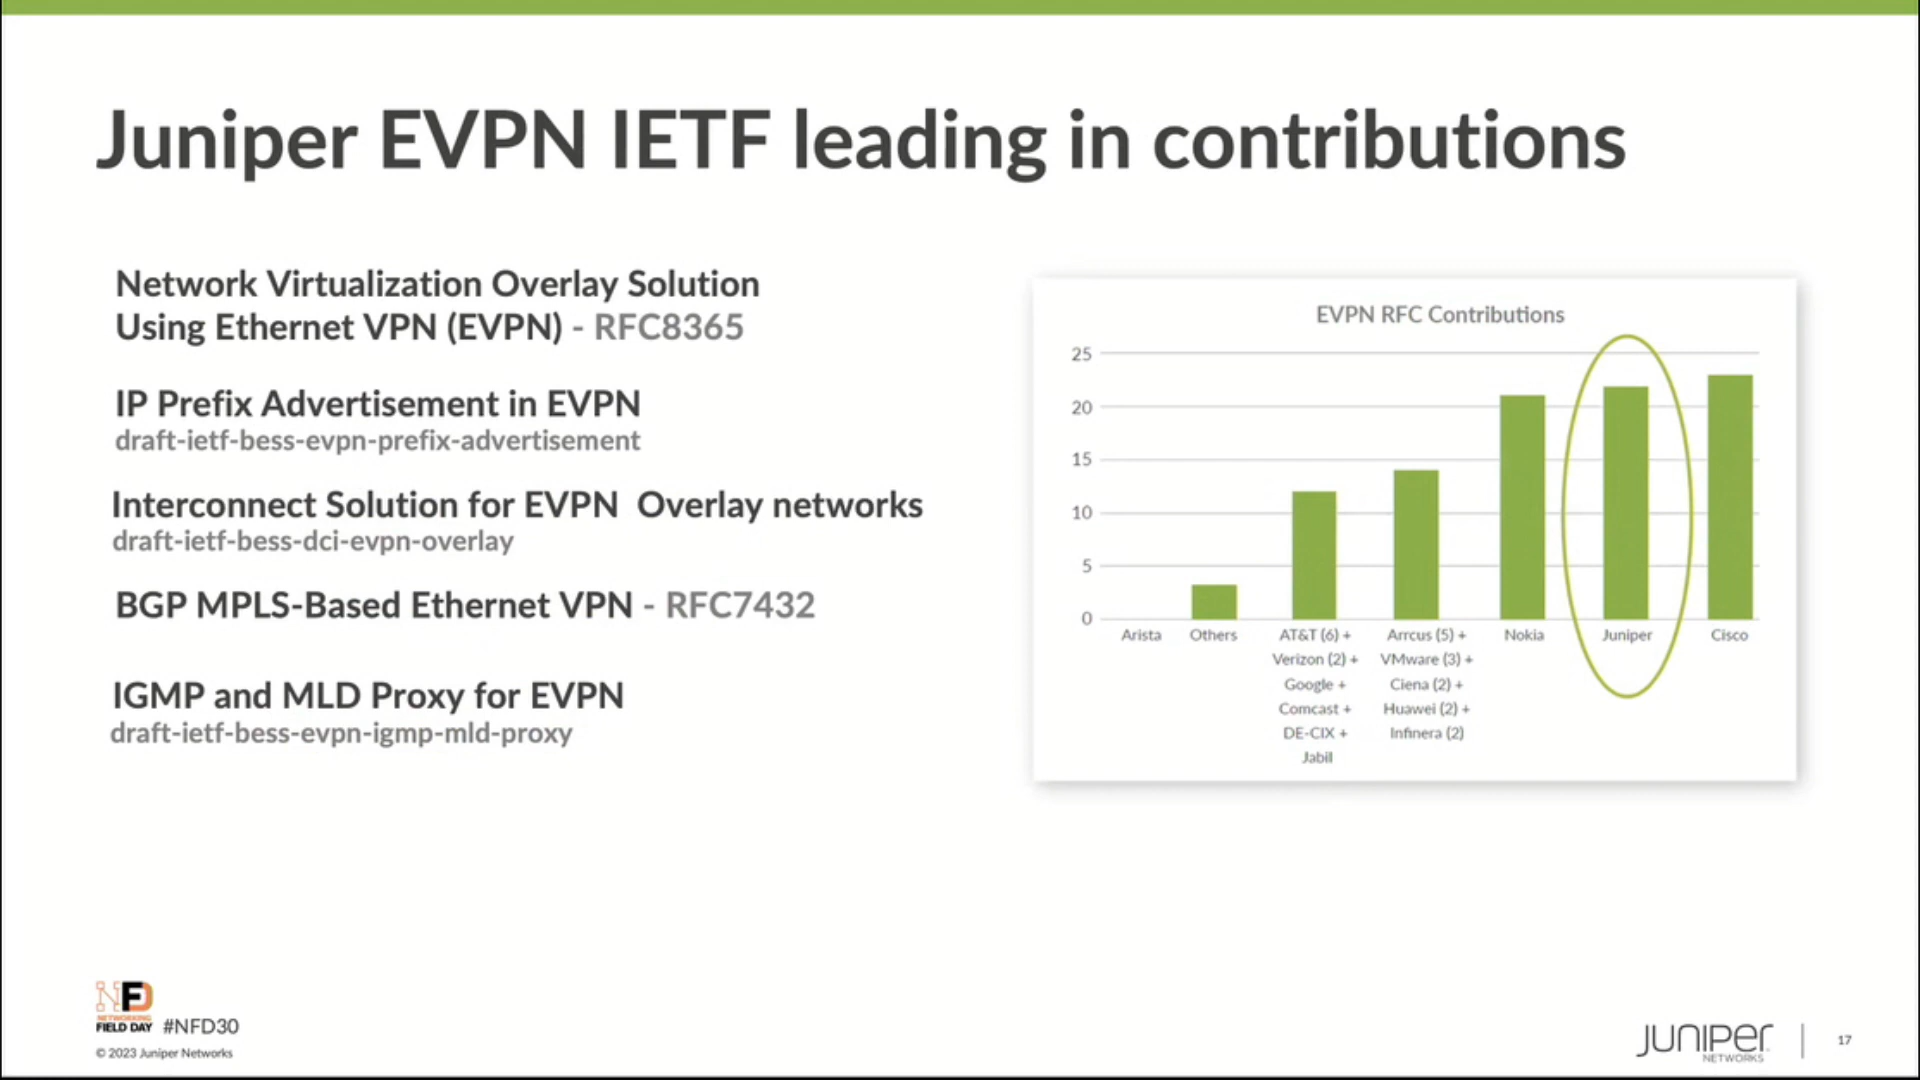 Juniper EVPN IETF leading in contributions
Network Virtualization Overlay Solution
Using Ethernet VPN (EVPN) - RFC8365
IP Prefix Advertisement in EVPN
draft-ietf-bess-evpn-prefix-advertisement
Interconnect Solution for EVPN  Overlay networks
draft-ietf-bess-dci-evpn-overlay
BGP MPLS-Based Ethernet VPN - RFC7432
IGMP and MLD Proxy for EVPN
draft-ietf-bess-evpn-igmp-mld-proxy
EVPN RFC Contributions
25
20
15
10
5
0
Arista
Others
AT&T (6) +
Verizon (2) +
Google +
Comcast +
DE-CIX +
Jabil
Arrcus (5) +
VMware (3) +
Ciena (2) +
Huawei (2) +
Infinera (2)
Nokia
Juniper
Cisco
NFD
NETWORKING
FIELD DAY
#NFD30
© 2023 Juniper Networks
JUNIPER
NETWORKS
17